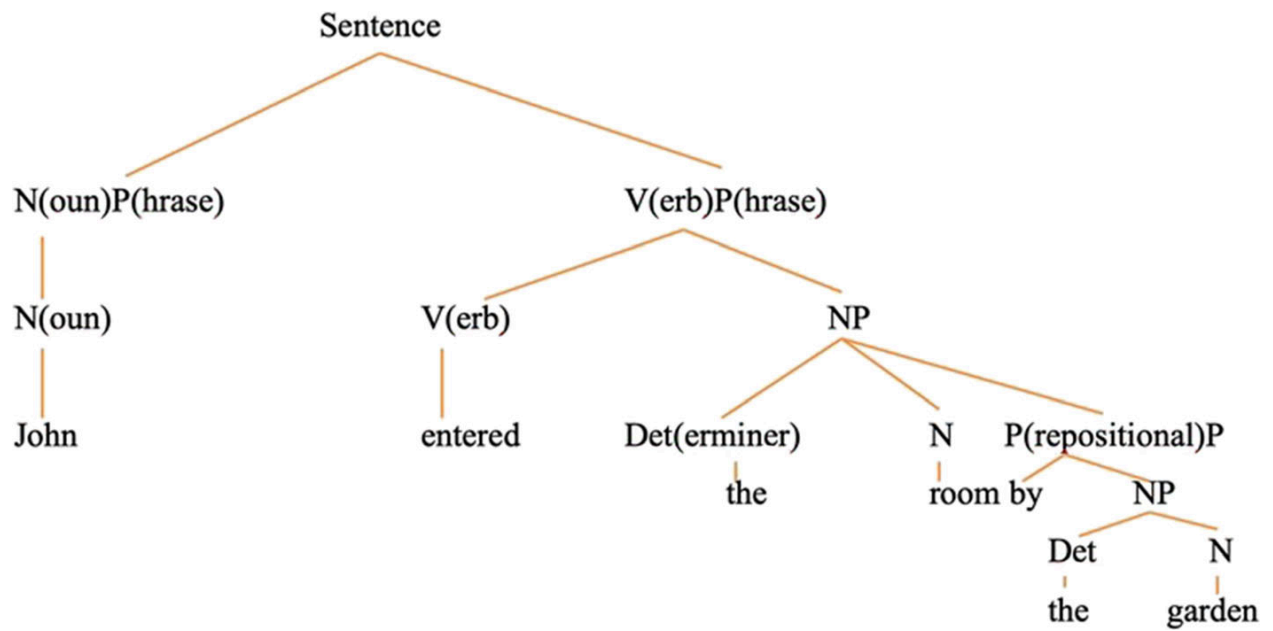 Sentence
N(oun)P(hrase) V(erb)P(hrase)
N(oun) V(erb) NP
John entered Det(erminer) N P(repositional)P
the room by NP
Det N
the garden